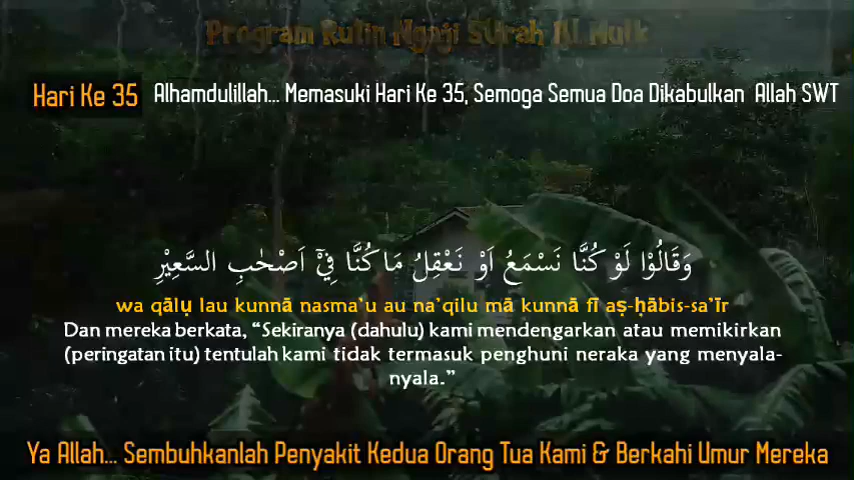 Program Rutin Ngaji SUrah Al Mulk
Hari Ke 35 Alhamdulillah... Memasuki Hari Ke 35, Semoga Semua Doa Dikabulkan Allah SWT
وَقَالُوْا لَوْ كُنَّا نَسْمَعُ اَوْ نَعْقِلُ مَا كُنَّا فِيْٓ اَصْحٰبِ السَّعِيْرِ
wa qālụ lau kunnā nasma'u au na'qilu mā kunnā fī aṣ-ḥābis-sa'īr
Dan mereka berkata, “Sekiranya (dahulu) kami mendengarkan atau memikirkan
(peringatan itu) tentulah kami tidak termasuk penghuni neraka yang menyala-
nyala.”
Ya Allah... Sembuhkanlah Penyakit Kedua Orang Tua Kami & Berkahi Umur Mereka